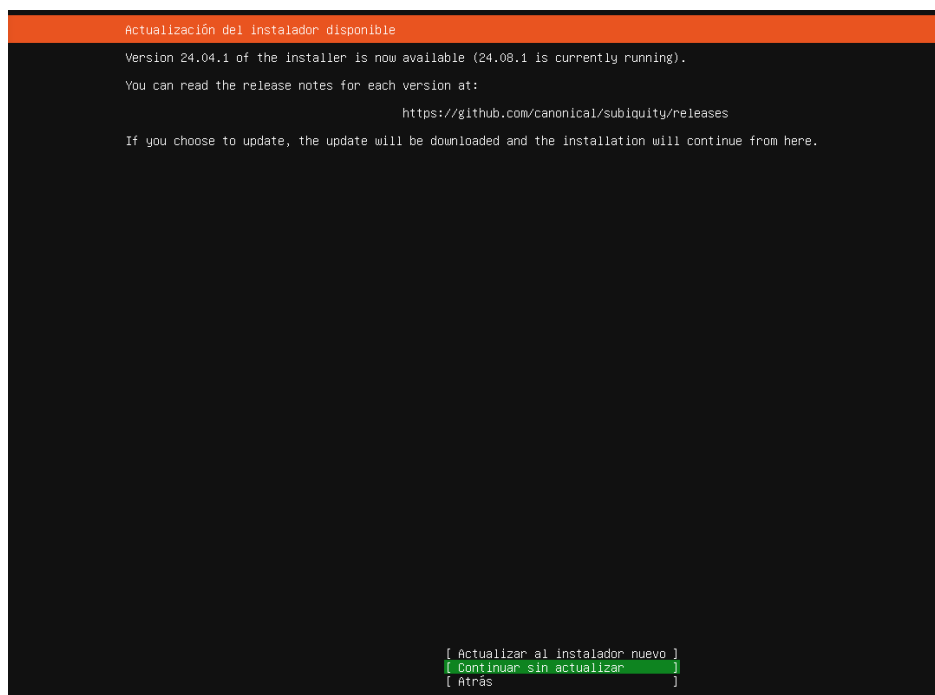 Actualización del instalador disponible
Version 24.04.1 of the installer is now available (24.08.1 is currently running).
You can read the release notes for each version at:
https://github.com/canonical/subiquity/releases
If you choose to update, the update will be downloaded and the installation will continue from here.
[ Actualizar al instalador nuevo ]
[ Continuar sin actualizar ]
[ Atrás ]